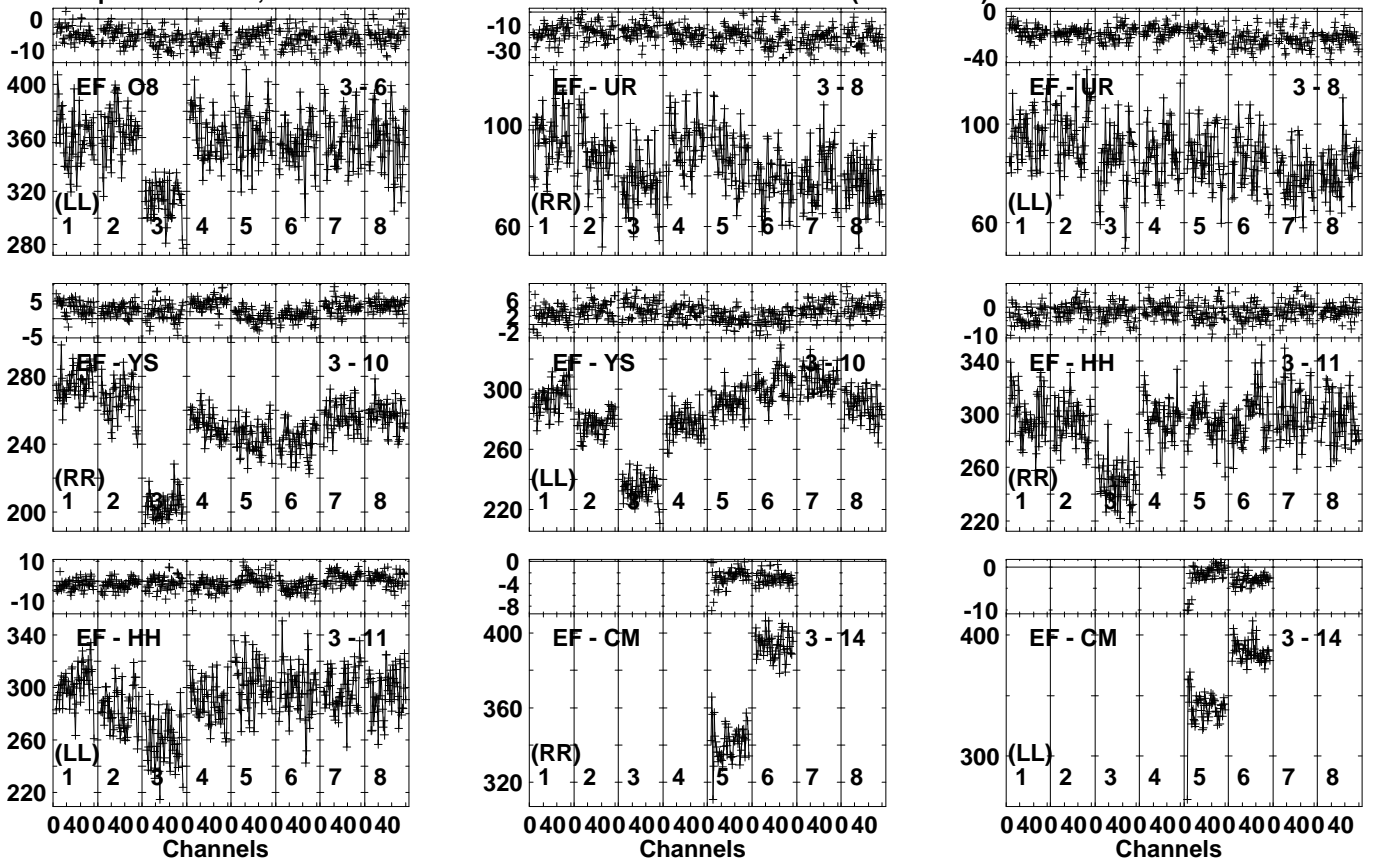 0
-10
400
360
320
280
EF - O8
3 - 6
(LL)
1 2 3 4 5 6 7 8
-10
-30
100
60
EF - UR
3 - 8
(RR)
1 2 3 4 5 6 7 8
0
-40
100
60
EF - UR
3 - 8
(LL)
1 2 3 4 5 6 7 8
5
-5
280
240
200
EF - YS
3 - 10
(RR)
1 2 3 4 5 6 7 8
6
2
-2
300
260
220
EF - YS
3 - 10
(LL)
1 2 3 4 5 6 7 8
0
-10
340
300
260
220
EF - HH
3 - 11
(RR)
1 2 3 4 5 6 7 8
10
-10
340
300
260
220
EF - HH
3 - 11
(LL)
1 2 3 4 5 6 7 8
0 40 0 40 0 40 0 40 0 40 0 40 0 40 0 40
Channels
0
-4
-8
400
360
320
EF - CM
3 - 14
(RR)
1 2 3 4 5 6 7 8
0 40 0 40 0 40 0 40 0 40 0 40 0 40 0 40
Channels
0
-10
400
300
EF - CM
3 - 14
(LL)
1 2 3 4 5 6 7 8
0 40 0 40 0 40 0 40 0 40 0 40 0 40 0 40
Channels